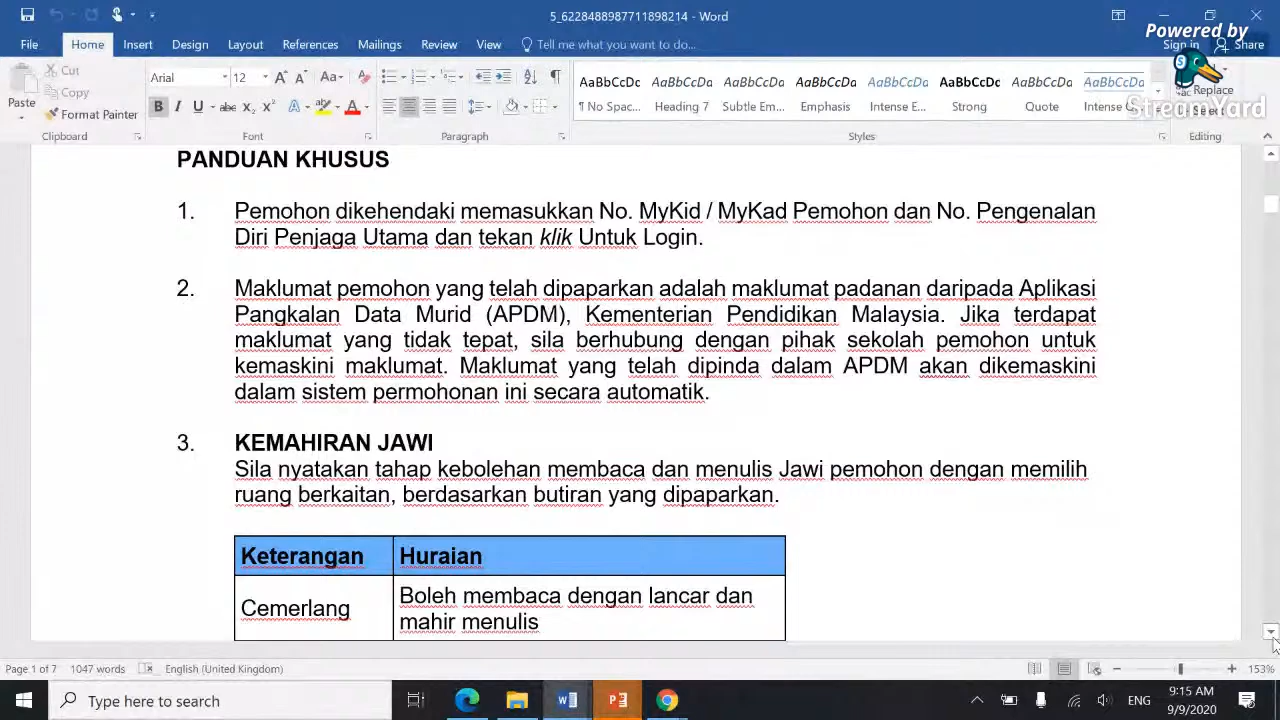 5_6228488987711898214 - Word
Powered by
File Home Insert Design Layout References Mailings Review View Tell me what you want to do... Sign in Share
Paste Cut Copy Format Painter
Arial 12
AaBbCcDc AaBbCcDa AaBbCcDa AaBbCcDa AaBbCcDa AaBbCcDc AaBbCcDa AaBbCcDa
¶ No Spac... Heading 7 Subtle Em... Emphasis Intense E... Strong Quote Intense
Replace
StreamYard
Clipboard Font Paragraph Styles Editing
PANDUAN KHUSUS
1. Pemohon dikehendaki memasukkan No. MyKid / MyKad Pemohon dan No. Pengenalan
Diri Penjaga Utama dan tekan klik Untuk Login.
2. Maklumat pemohon yang telah dipaparkan adalah maklumat padanan daripada Aplikasi
Pangkalan Data Murid (APDM), Kementerian Pendidikan Malaysia. Jika terdapat
maklumat yang tidak tepat, sila berhubung dengan pihak sekolah pemohon untuk
kemaskini maklumat. Maklumat yang telah dipinda dalam APDM akan dikemaskini
dalam sistem permohonan ini secara automatik.
3. KEMAHIRAN JAWI
Sila nyatakan tahap kebolehan membaca dan menulis Jawi pemohon dengan memilih
ruang berkaitan, berdasarkan butiran yang dipaparkan.
Keterangan Huraian
Cemerlang Boleh membaca dengan lancar dan
mahir menulis
Page 1 of 7 1047 words English (United Kingdom) 153%
Type here to search
ENG 9:15 AM
9/9/2020